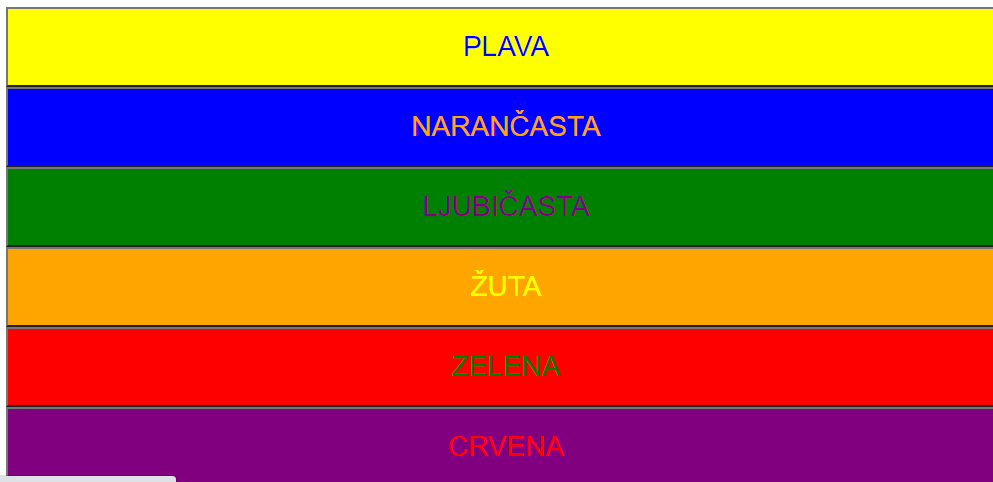 PLAVA
NARANČASTA
LJUBIČASTA
ŽUTA
ZELENA
CRVENA